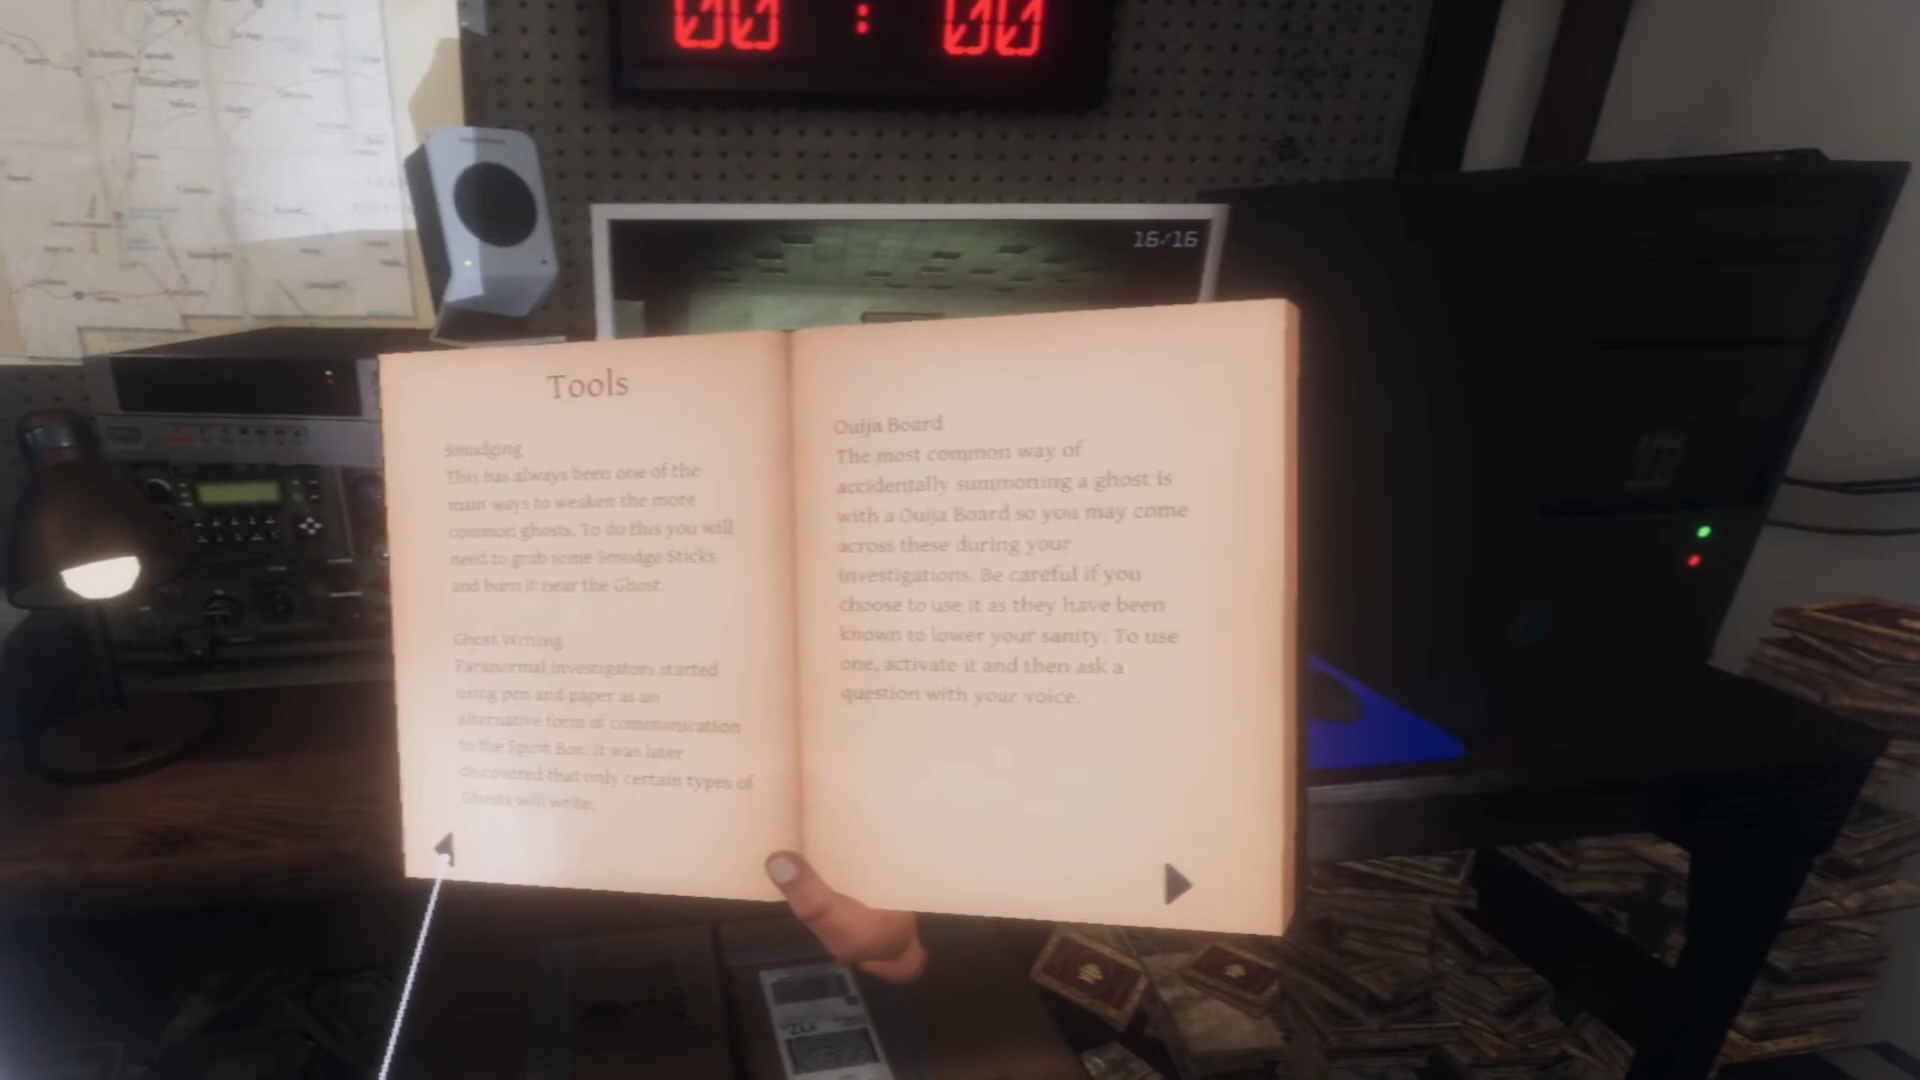 00 : 00
16/16
Tools
Smudging
This has always been one of the
main ways to weaken the more
common ghosts. To do this you will
need to grab some Smudge Sticks
and burn it near the Ghost.
Ghost Writing
Paranormal investigators started
using pen and paper as an
alternative form of communication
to the Spirit Box. It was later
discovered that only certain types of
Ghosts will write.
Ouija Board
The most common way of
accidentally summoning a ghost is
with a Ouija Board so you may come
across these during your
investigations. Be careful if you
choose to use it as they have been
known to lower your sanity. To use
one, activate it and then ask a
question with your voice.